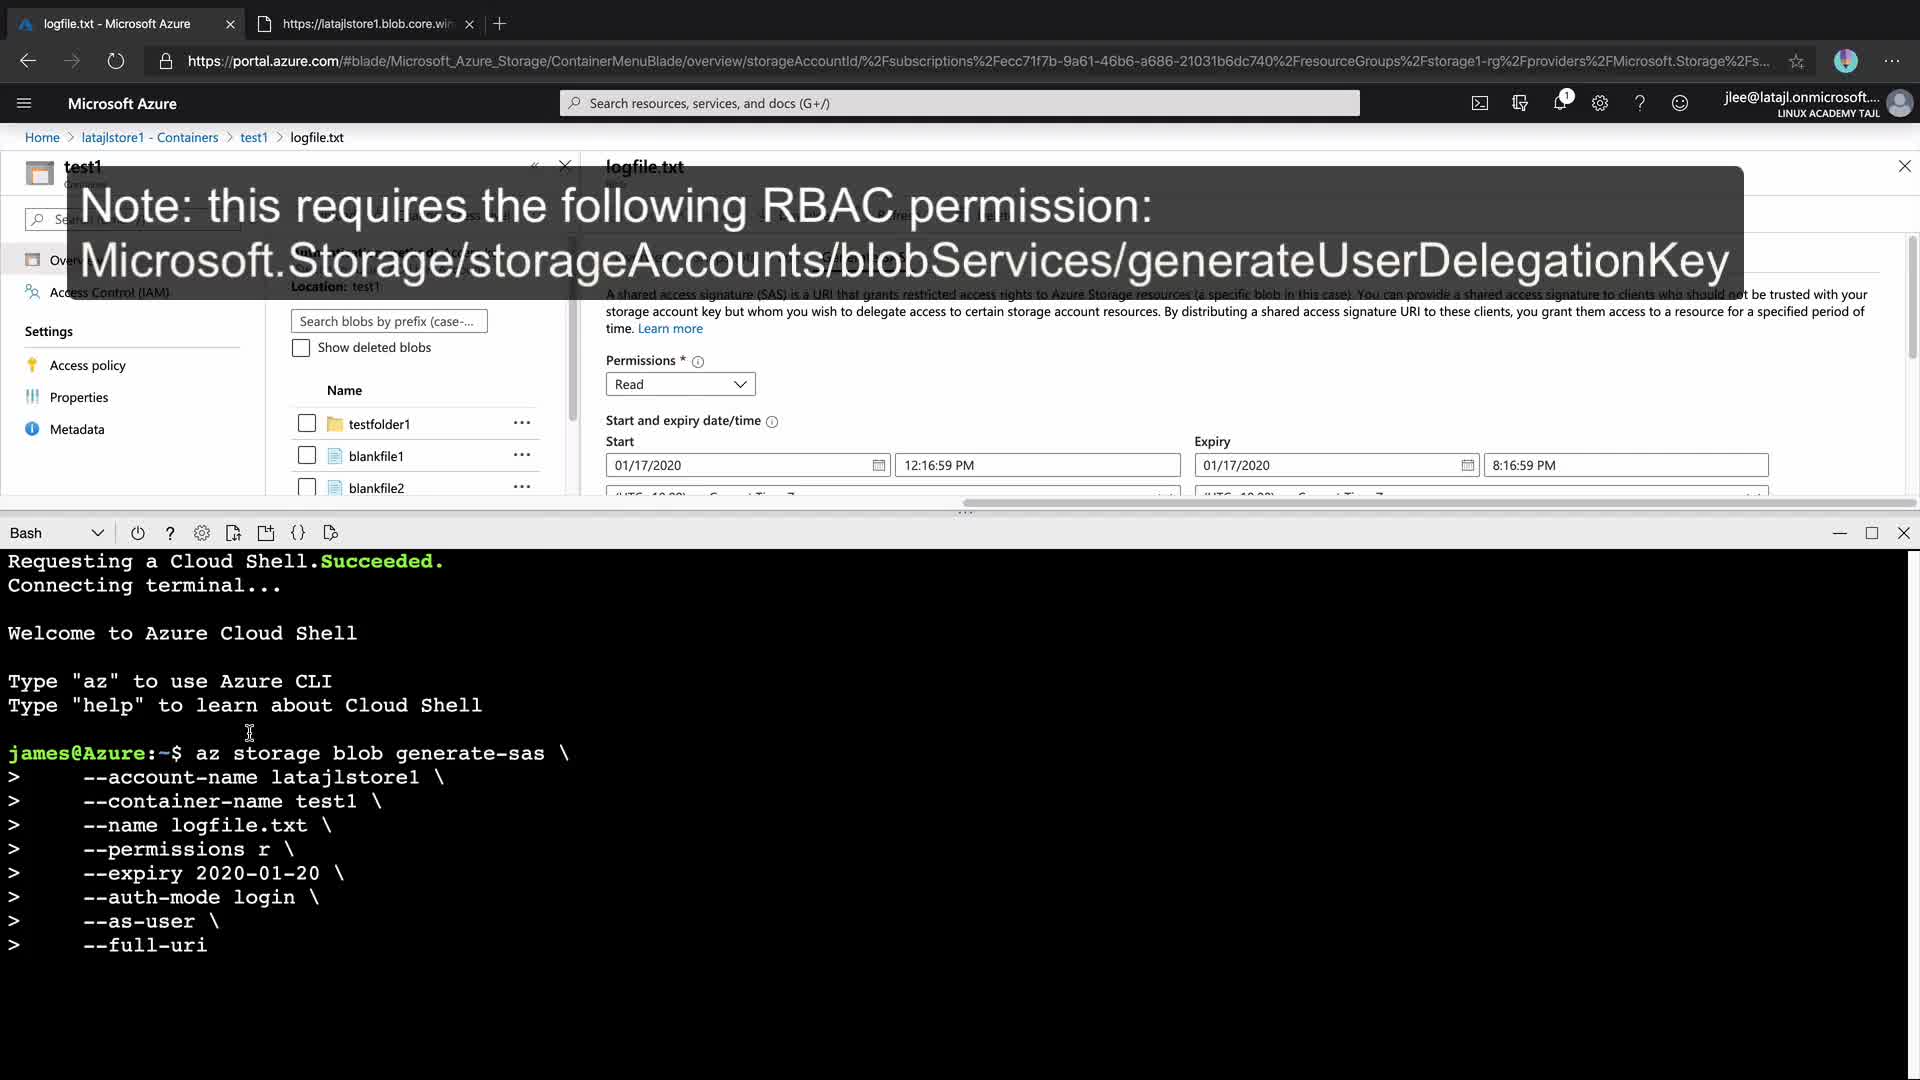 logfile.txt - Microsoft Azure
https://latajlstore1.blob.core.win
https://portal.azure.com/#blade/Microsoft_Azure_Storage/ContainerMenuBlade/overview/storageAccountId/%2Fsubscriptions%2Fecc71f7b-9a61-46b6-a686-21031b6dc740%2FresourceGroups%2Fstorage1-rg%2Fproviders%2FMicrosoft.Storage%2Fs...
Microsoft Azure
Search resources, services, and docs (G+/)
1
jlee@latajl.onmicrosoft....
LINUX ACADEMY TAJL
Home > latajlstore1 - Containers > test1 > logfile.txt
test1
logfile.txt
Note: this requires the following RBAC permission:
Microsoft.Storage/storageAccounts/blobServices/generateUserDelegationKey
Access Control (IAM)
Settings
Access policy
Properties
Metadata
Location: test1
Search blobs by prefix (case-...
Show deleted blobs
Name
testfolder1
blankfile1
blankfile2
A shared access signature (SAS) is a URI that grants restricted access rights to Azure Storage resources (a specific blob in this case). You can provide a shared access signature to clients who should not be trusted with your
storage account key but whom you wish to delegate access to certain storage account resources. By distributing a shared access signature URI to these clients, you grant them access to a resource for a specified period of
time. Learn more
Permissions *
Read
Start and expiry date/time
Start
Expiry
01/17/2020
12:16:59 PM
01/17/2020
8:16:59 PM
Bash
Requesting a Cloud Shell.Succeeded.
Connecting terminal...
Welcome to Azure Cloud Shell
Type "az" to use Azure CLI
Type "help" to learn about Cloud Shell
james@Azure:~$ az storage blob generate-sas \
> --account-name latajlstore1 \
> --container-name test1 \
> --name logfile.txt \
> --permissions r \
> --expiry 2020-01-20 \
> --auth-mode login \
> --as-user \
> --full-uri